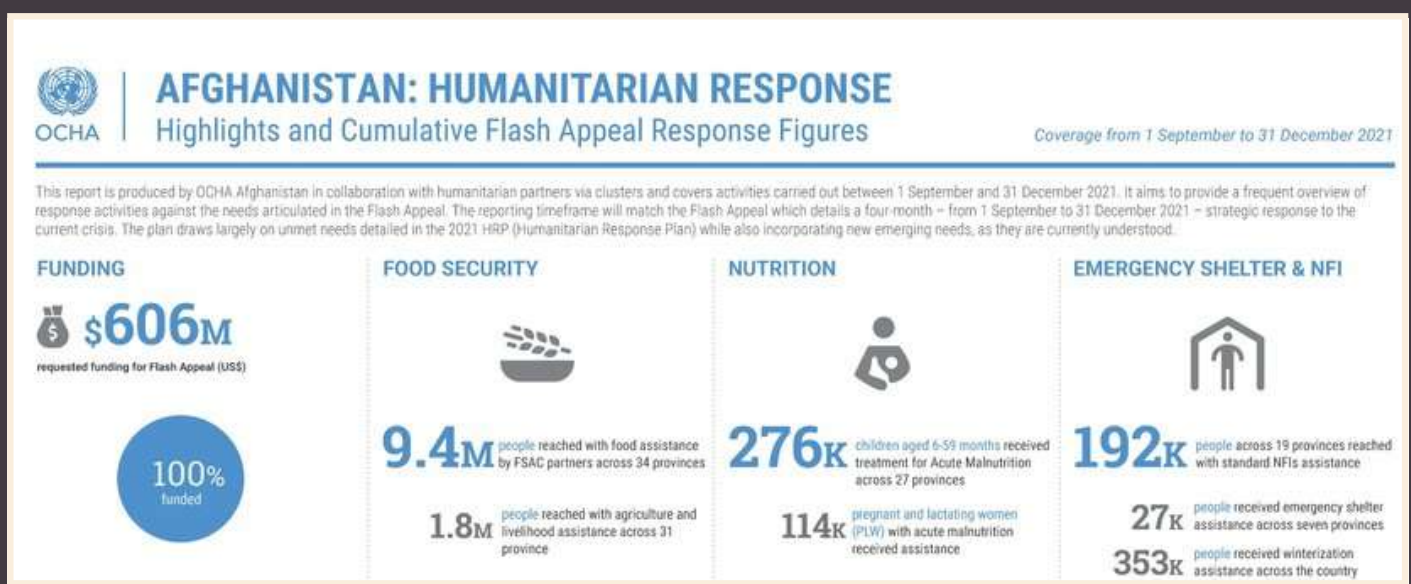 OCHA
AFGHANISTAN: HUMANITARIAN RESPONSE
Highlights and Cumulative Flash Appeal Response Figures
Coverage from 1 September to 31 December 2021
This report is produced by OCHA Afghanistan in collaboration with humanitarian partners via clusters and covers activities carried out between 1 September and 31 December 2021. It aims to provide a frequent overview of
response activities against the needs articulated in the Flash Appeal. The reporting timeframe will match the Flash Appeal which details a four-month – from 1 September to 31 December 2021 – strategic response to the
current crisis. The plan draws largely on unmet needs detailed in the 2021 HRP (Humanitarian Response Plan) while also incorporating new emerging needs, as they are currently understood.
FUNDING
$
$606M
requested funding for Flash Appeal (US$)
100%
funded
FOOD SECURITY
9.4M
people reached with food assistance
by FSAC partners across 34 provinces
1.8M
people reached with agriculture and
livelihood assistance across 31
province
NUTRITION
276K
children aged 6-59 months received
treatment for Acute Malnutrition
across 27 provinces
114K
pregnant and lactating women
(PLW) with acute malnutrition
received assistance
EMERGENCY SHELTER & NFI
192K
people across 19 provinces reached
with standard NFIs assistance
27K
people received emergency shelter
assistance across seven provinces
353K
people received winterization
assistance across the country